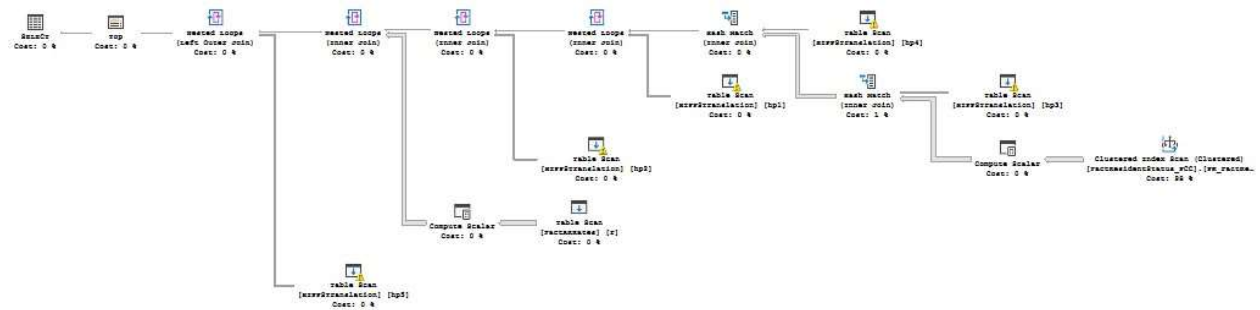 SELECT
Cost: 0 %
Top
Cost: 0 %
Nested Loops
(Left Outer Join)
Cost: 0 %
Nested Loops
(Inner Join)
Cost: 0 %
Nested Loops
(Inner Join)
Cost: 0 %
Nested Loops
(Inner Join)
Cost: 0 %
Hash Match
(Inner Join)
Cost: 0 %
Table Scan
[hp4]
Cost: 0 %
Table Scan
[hp1]
Cost: 0 %
Hash Match
(Inner Join)
Cost: 1 %
Table Scan
[hp3]
Cost: 0 %
Table Scan
[hp2]
Cost: 0 %
Compute Scalar
Cost: 0 %
Clustered Index Scan (Clustered)
Compute Scalar
Cost: 0 %
Table Scan
[r]
Cost: 0 %
Table Scan
[hp5]
Cost: 0 %